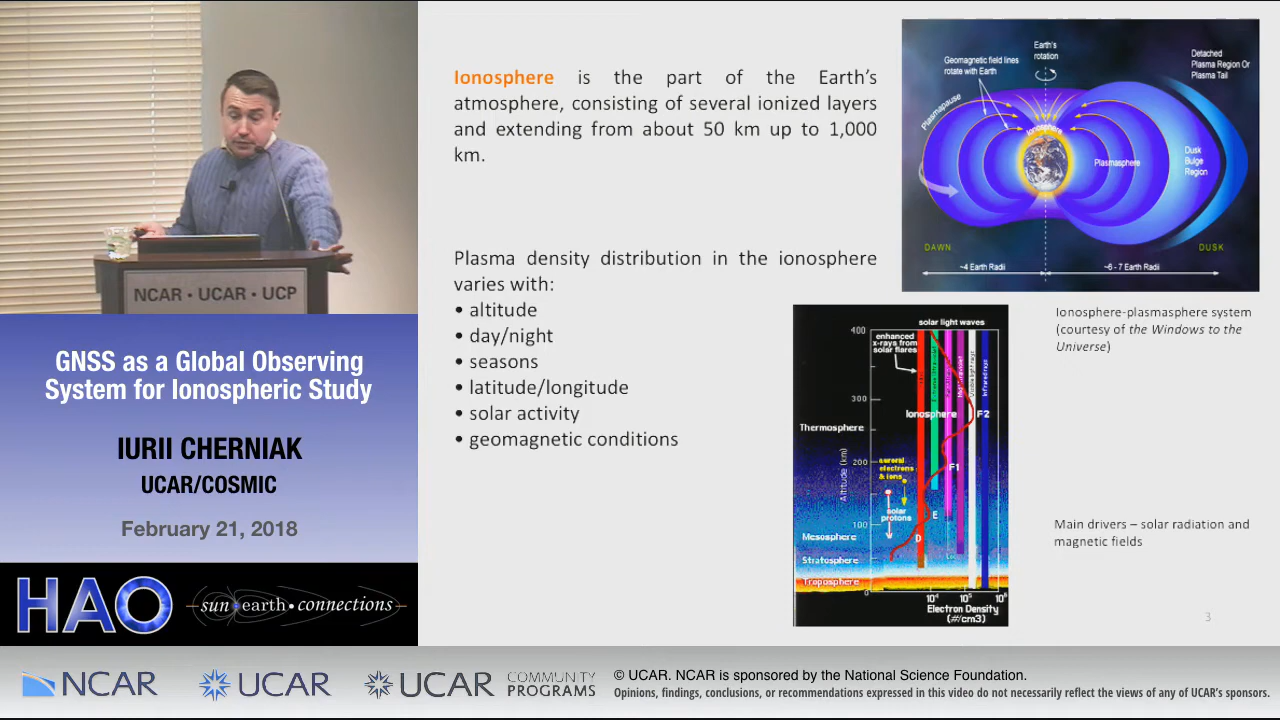 NCAR • UCAR • UCP
GNSS as a Global Observing
System for Ionospheric Study
IURII CHERNIAK
UCAR/COSMIC
February 21, 2018
HAO
sun earth connections
Ionosphere is the part of the Earth's
atmosphere, consisting of several ionized layers
and extending from about 50 km up to 1,000
km.
Plasma density distribution in the ionosphere
varies with:
• altitude
• day/night
• seasons
• latitude/longitude
• solar activity
• geomagnetic conditions
Earth's
rotation
Geomagnetic field lines
rotate with Earth
Detached
Plasma Region Or
Plasma Tail
Plasmapause
Ionosphere
Plasmasphere
Dusk
Bulge
Region
DAWN
DUSK
~4 Earth Radii
~6 - 7 Earth Radii
Ionosphere-plasmasphere system
(courtesy of the Windows to the
Universe)
solar light waves
400
enhanced
x-rays from
solar flares
visible light rays
infrared rays
300
Ionosphere
F2
Thermosphere
Altitude (km)
200
auroral
electrons
& ions
F1
solar
protons
E
100
Mesosphere
D
Stratosphere
Troposphere
0
10⁴
10⁵
10⁶
Electron Density
(#/cm3)
Main drivers – solar radiation and
magnetic fields
3
NCAR
UCAR
UCAR
COMMUNITY
PROGRAMS
© UCAR. NCAR is sponsored by the National Science Foundation.
Opinions, findings, conclusions, or recommendations expressed in this video do not necessarily reflect the views of any of UCAR's sponsors.